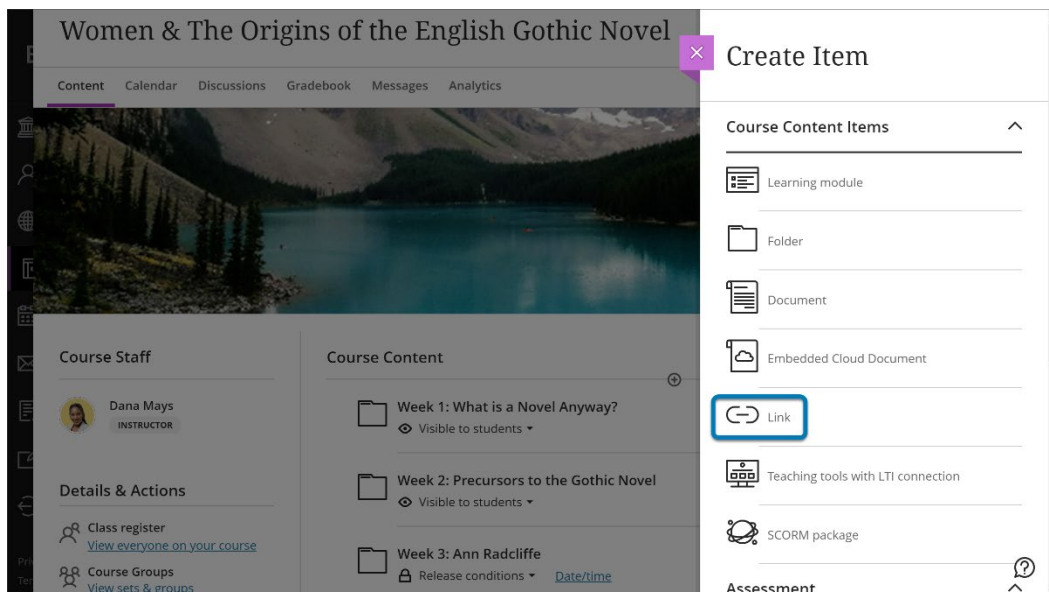 Women & The Origins of the English Gothic Novel
Content Calendar Discussions Gradebook Messages Analytics
Course Staff
Dana Mays
INSTRUCTOR
Details & Actions
Class register
View everyone on your course
Course Groups
View sets & groups
Course Content
Week 1: What is a Novel Anyway?
Visible to students
Week 2: Precursors to the Gothic Novel
Visible to students
Week 3: Ann Radcliffe
Release conditions Date/time
Create Item
Course Content Items
Learning module
Folder
Document
Embedded Cloud Document
Link
Teaching tools with LTI connection
SCORM package
Assessment